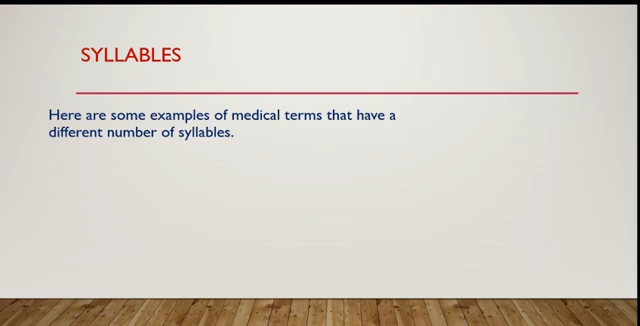 SYLLABLES
Here are some examples of medical terms that have a
different number of syllables.